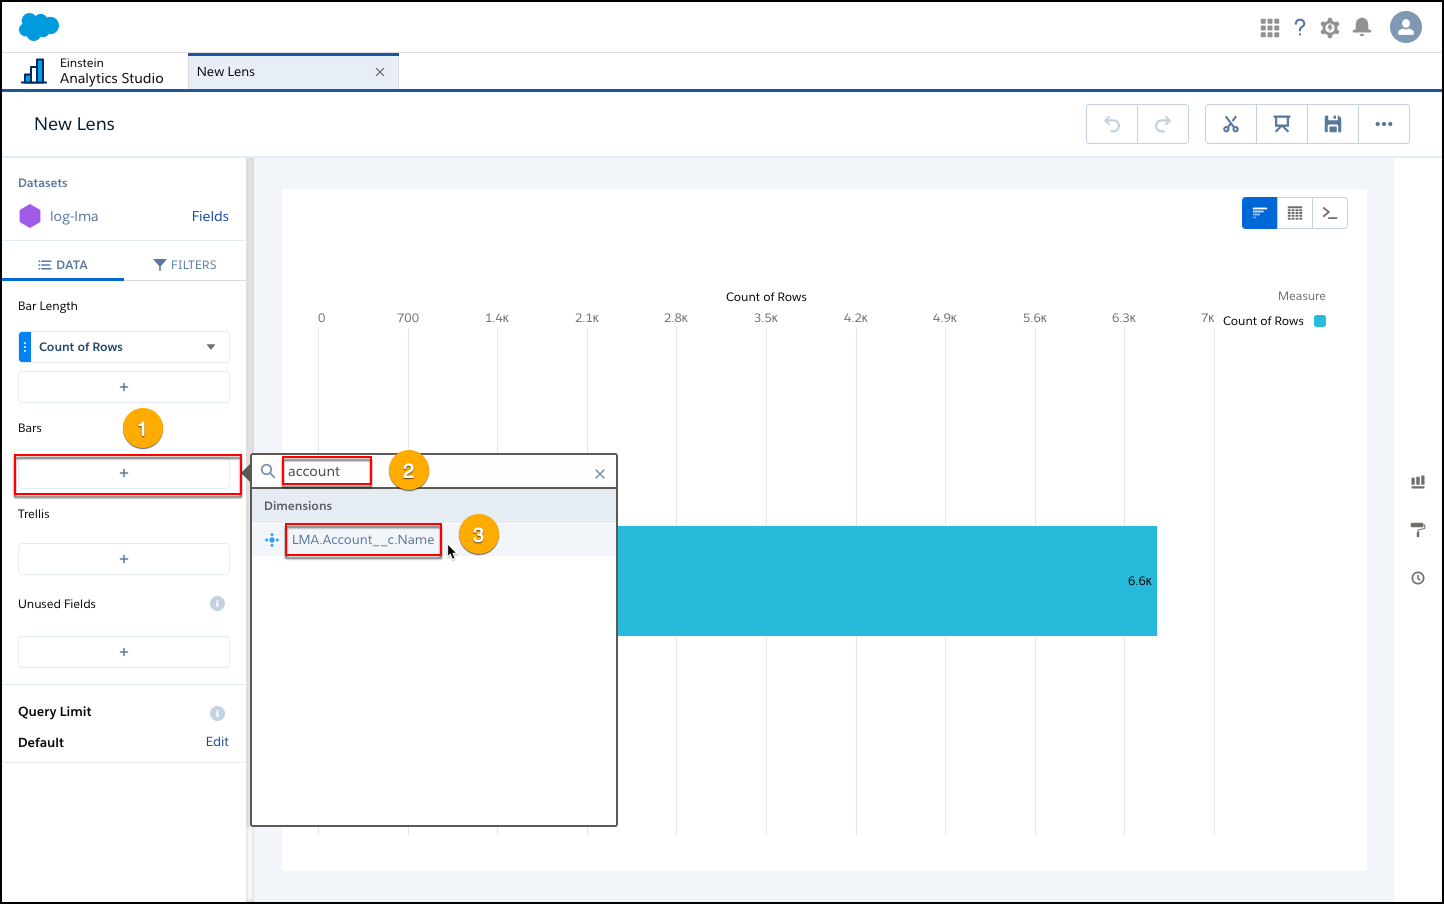 Einstein
Analytics Studio
New Lens
New Lens
Datasets
log-lma
Fields
DATA
FILTERS
Bar Length
Count of Rows
+
Bars
1
+
Trellis
+
Unused Fields
+
Query Limit
Default
Edit
account
2
Dimensions
LMA.Account__c.Name
3
Count of Rows
0 700 1.4K 2.1K 2.8K 3.5K 4.2K 4.9K 5.6K 6.3K 7K
Measure
Count of Rows
6.6K